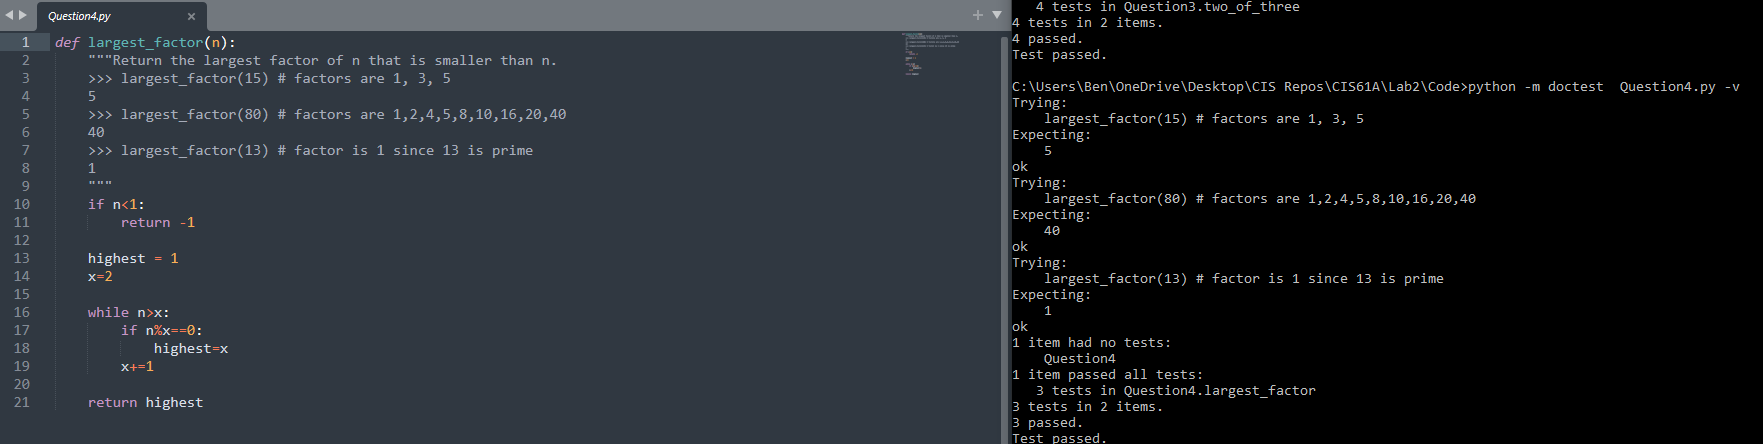 Question4.py
1 def largest_factor(n):
2 """Return the largest factor of n that is smaller than n.
3 >>> largest_factor(15) # factors are 1, 3, 5
4 5
5 >>> largest_factor(80) # factors are 1,2,4,5,8,10,16,20,40
6 40
7 >>> largest_factor(13) # factor is 1 since 13 is prime
8 1
9 """
10 if n<1:
11 return -1
12
13 highest = 1
14 x=2
15
16 while n>x:
17 if n%x==0:
18 highest=x
19 x+=1
20
21 return highest
4 tests in Question3.two_of_three
4 tests in 2 items.
4 passed.
Test passed.
C:\Users\Ben\OneDrive\Desktop\CIS Repos\CIS61A\Lab2\Code>python -m doctest  Question4.py -v
Trying:
largest_factor(15) # factors are 1, 3, 5
Expecting:
5
ok
Trying:
largest_factor(80) # factors are 1,2,4,5,8,10,16,20,40
Expecting:
40
ok
Trying:
largest_factor(13) # factor is 1 since 13 is prime
Expecting:
1
ok
1 item had no tests:
Question4
1 item passed all tests:
3 tests in Question4.largest_factor
3 tests in 2 items.
3 passed.
Test passed.